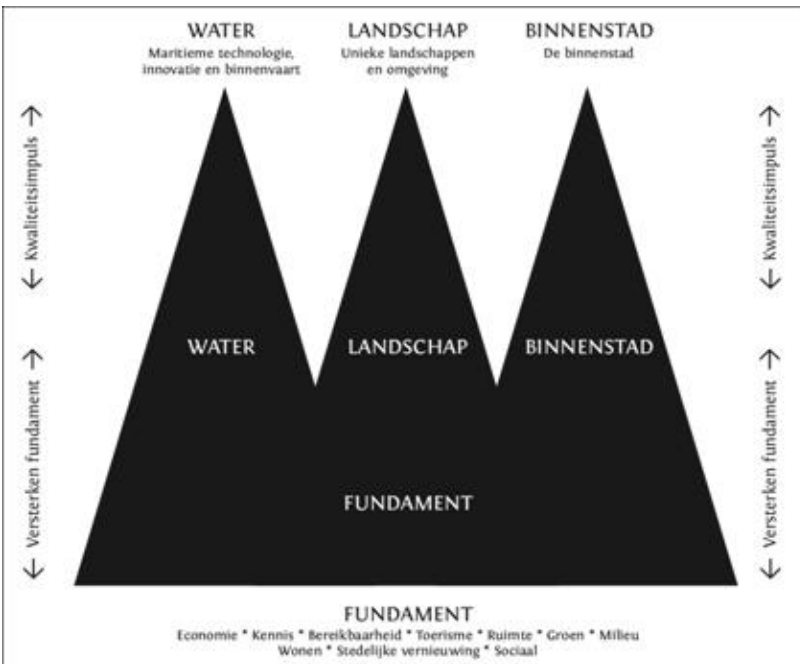 WATER
Maritieme technologie,
innovatie en binnenvaart
LANDSCHAP
Unieke landschappen
en omgeving
BINNENSTAD
De binnenstad
Kwaliteitsimpuls
Kwaliteitsimpuls
WATER
LANDSCHAP
BINNENSTAD
Versterken fundament
Versterken fundament
FUNDAMENT
FUNDAMENT
Economie * Kennis * Bereikbaarheid * Toerisme * Ruimte * Groen * Milieu
Wonen * Stedelijke vernieuwing * Sociaal